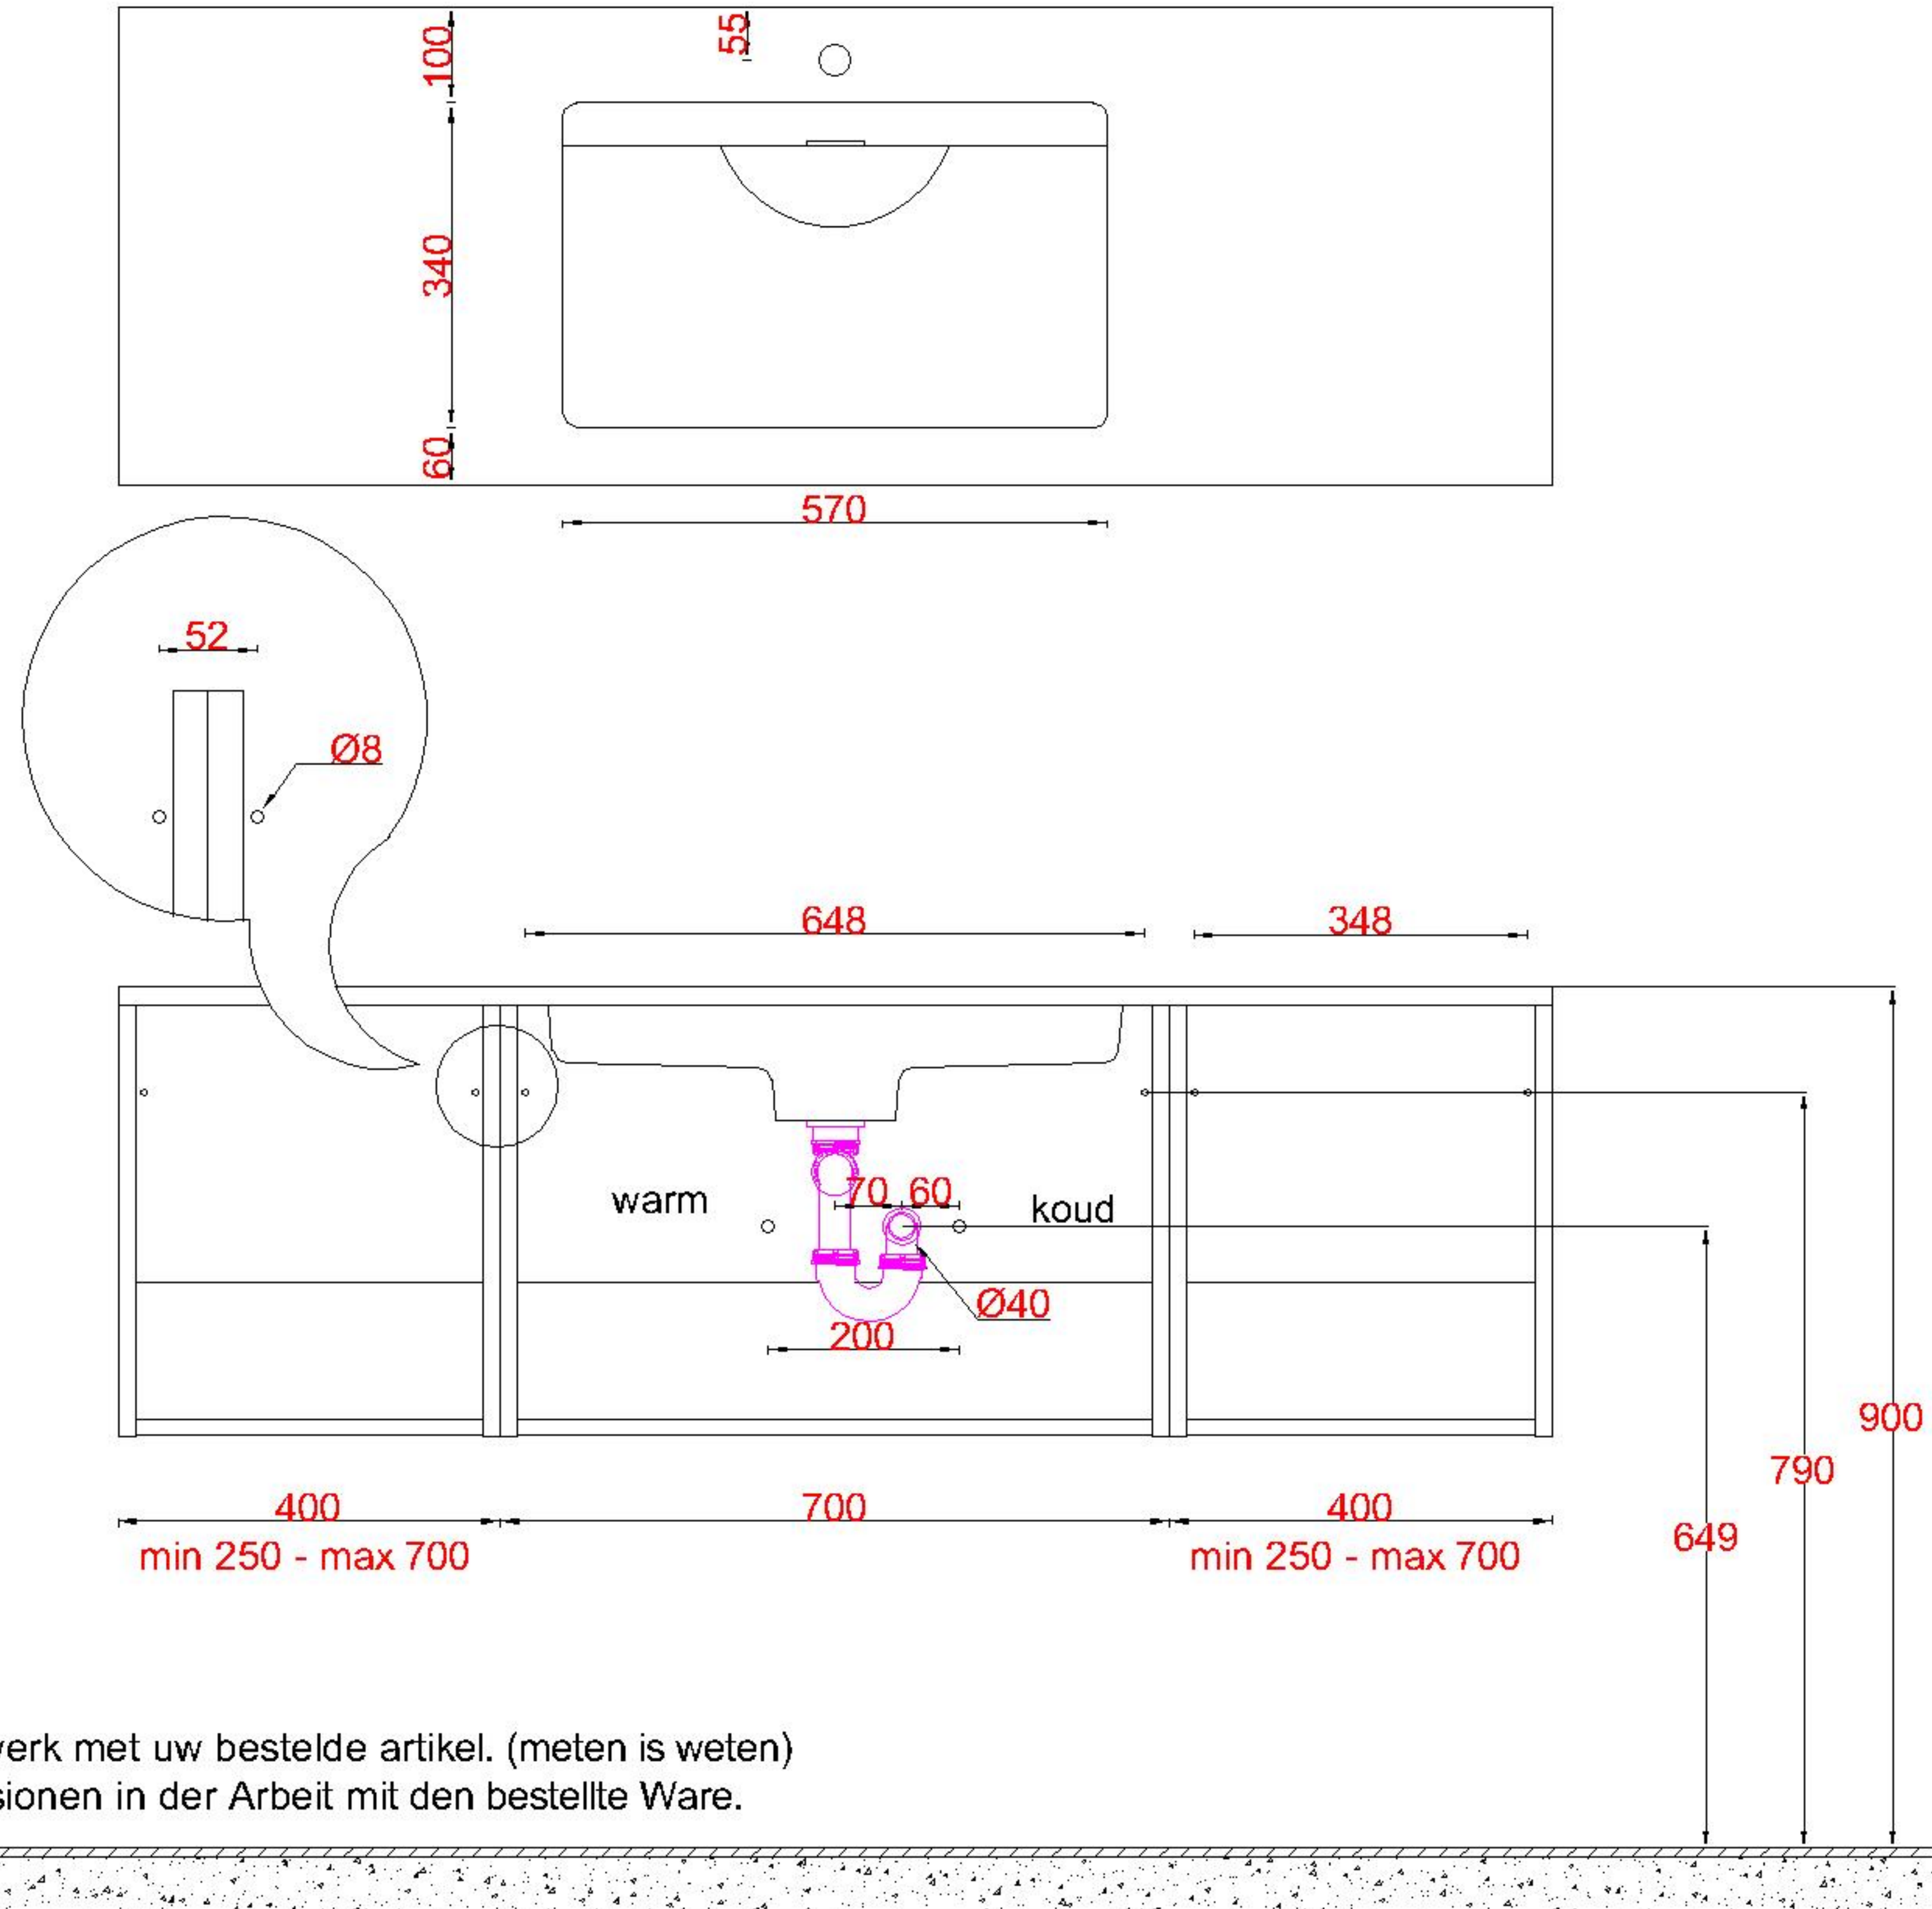 55
100
340
60
570
52
Ø8
648
348
warm
70
60
koud
Ø40
200
900
790
649
400
700
400
min 250 - max 700
min 250 - max 700
met uw bestelde artikel. (meten is weten)
in der Arbeit mit den bestellte Ware.